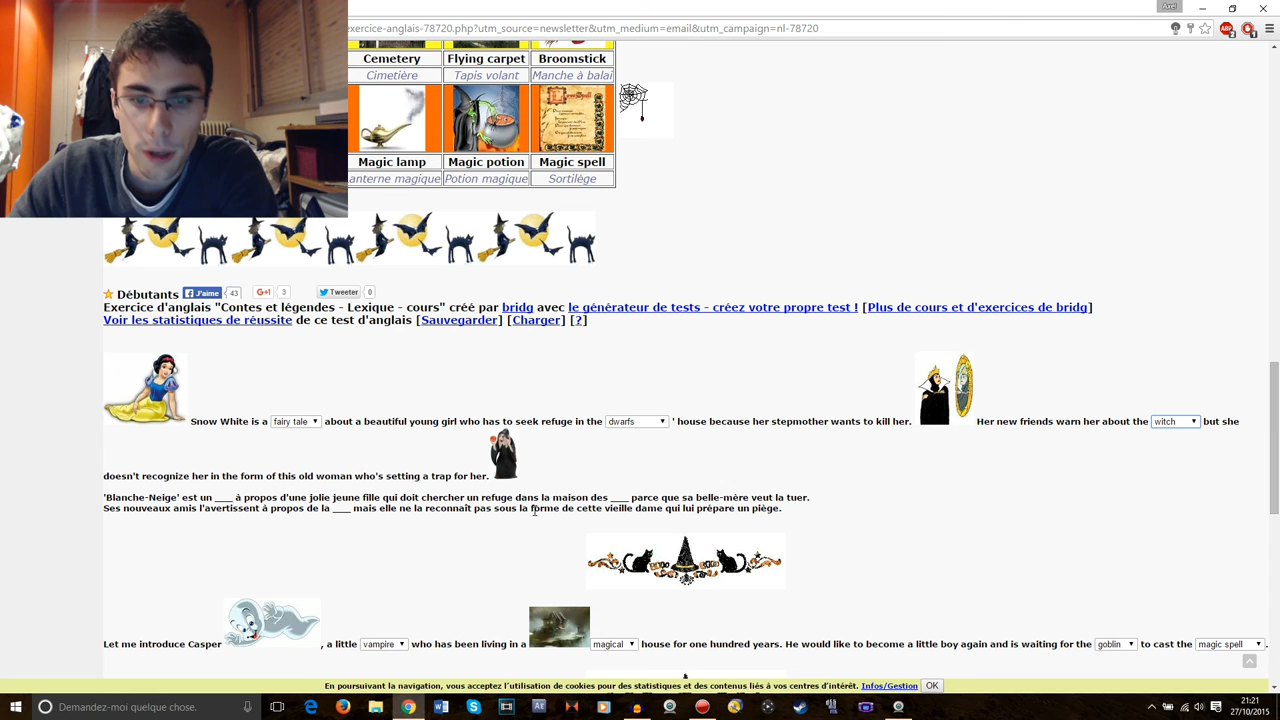 Axel
exercice-anglais-78720.php?utm_source=newsletter&utm_medium=email&utm_campaign=nl-78720
Cemetery Flying carpet Broomstick
Cimetière Tapis volant Manche à balai
Magic lamp Magic potion Magic spell
anterne magique Potion magique Sortilège
Débutants J'aime 43 G+1 3 Tweeter 0
Exercice d'anglais "Contes et légendes - Lexique - cours" créé par bridg avec le générateur de tests - créez votre propre test ! [Plus de cours et d'exercices de bridg]
Voir les statistiques de réussite de ce test d'anglais [Sauvegarder] [Charger] [?]
Snow White is a fairy tale about a beautiful young girl who has to seek refuge in the dwarfs ' house because her stepmother wants to kill her. Her new friends warn her about the witch but she
doesn't recognize her in the form of this old woman who's setting a trap for her.
'Blanche-Neige' est un ____ à propos d'une jolie jeune fille qui doit chercher un refuge dans la maison des ____ parce que sa belle-mère veut la tuer.
Ses nouveaux amis l'avertissent à propos de la ____ mais elle ne la reconnaît pas sous la forme de cette vieille dame qui lui prépare un piège.
Let me introduce Casper , a little vampire who has been living in a magical house for one hundred years. He would like to become a little boy again and is waiting for the goblin to cast the magic spell .
En poursuivant la navigation, vous acceptez l'utilisation de cookies pour des statistiques et des contenus liés à vos centres d'intérêt. Infos/Gestion OK
Demandez-moi quelque chose.
21:21
27/10/2015